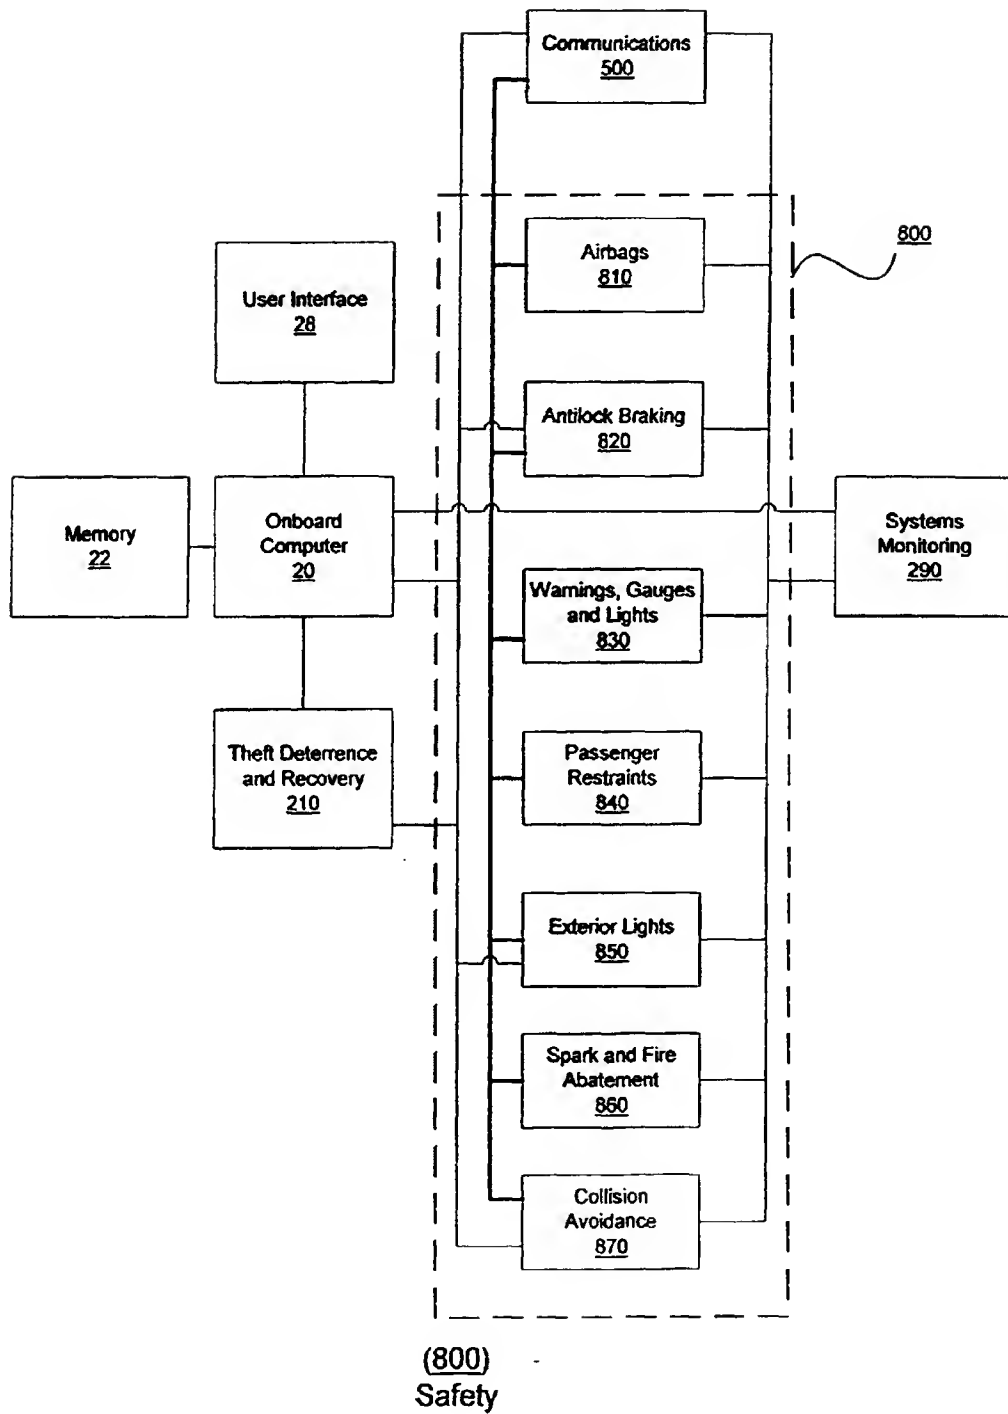 Communications
500
800
Airbags
810
User Interface
28
Antilock Braking
820
Memory
22
Onboard
Computer
20
Systems
Monitoring
290
Warnings, Gauges
and Lights
830
Theft Deterrence
and Recovery
210
Passenger
Restraints
840
Exterior Lights
850
Spark and Fire
Abatement
860
Collision
Avoidance
870
(800)
Safety